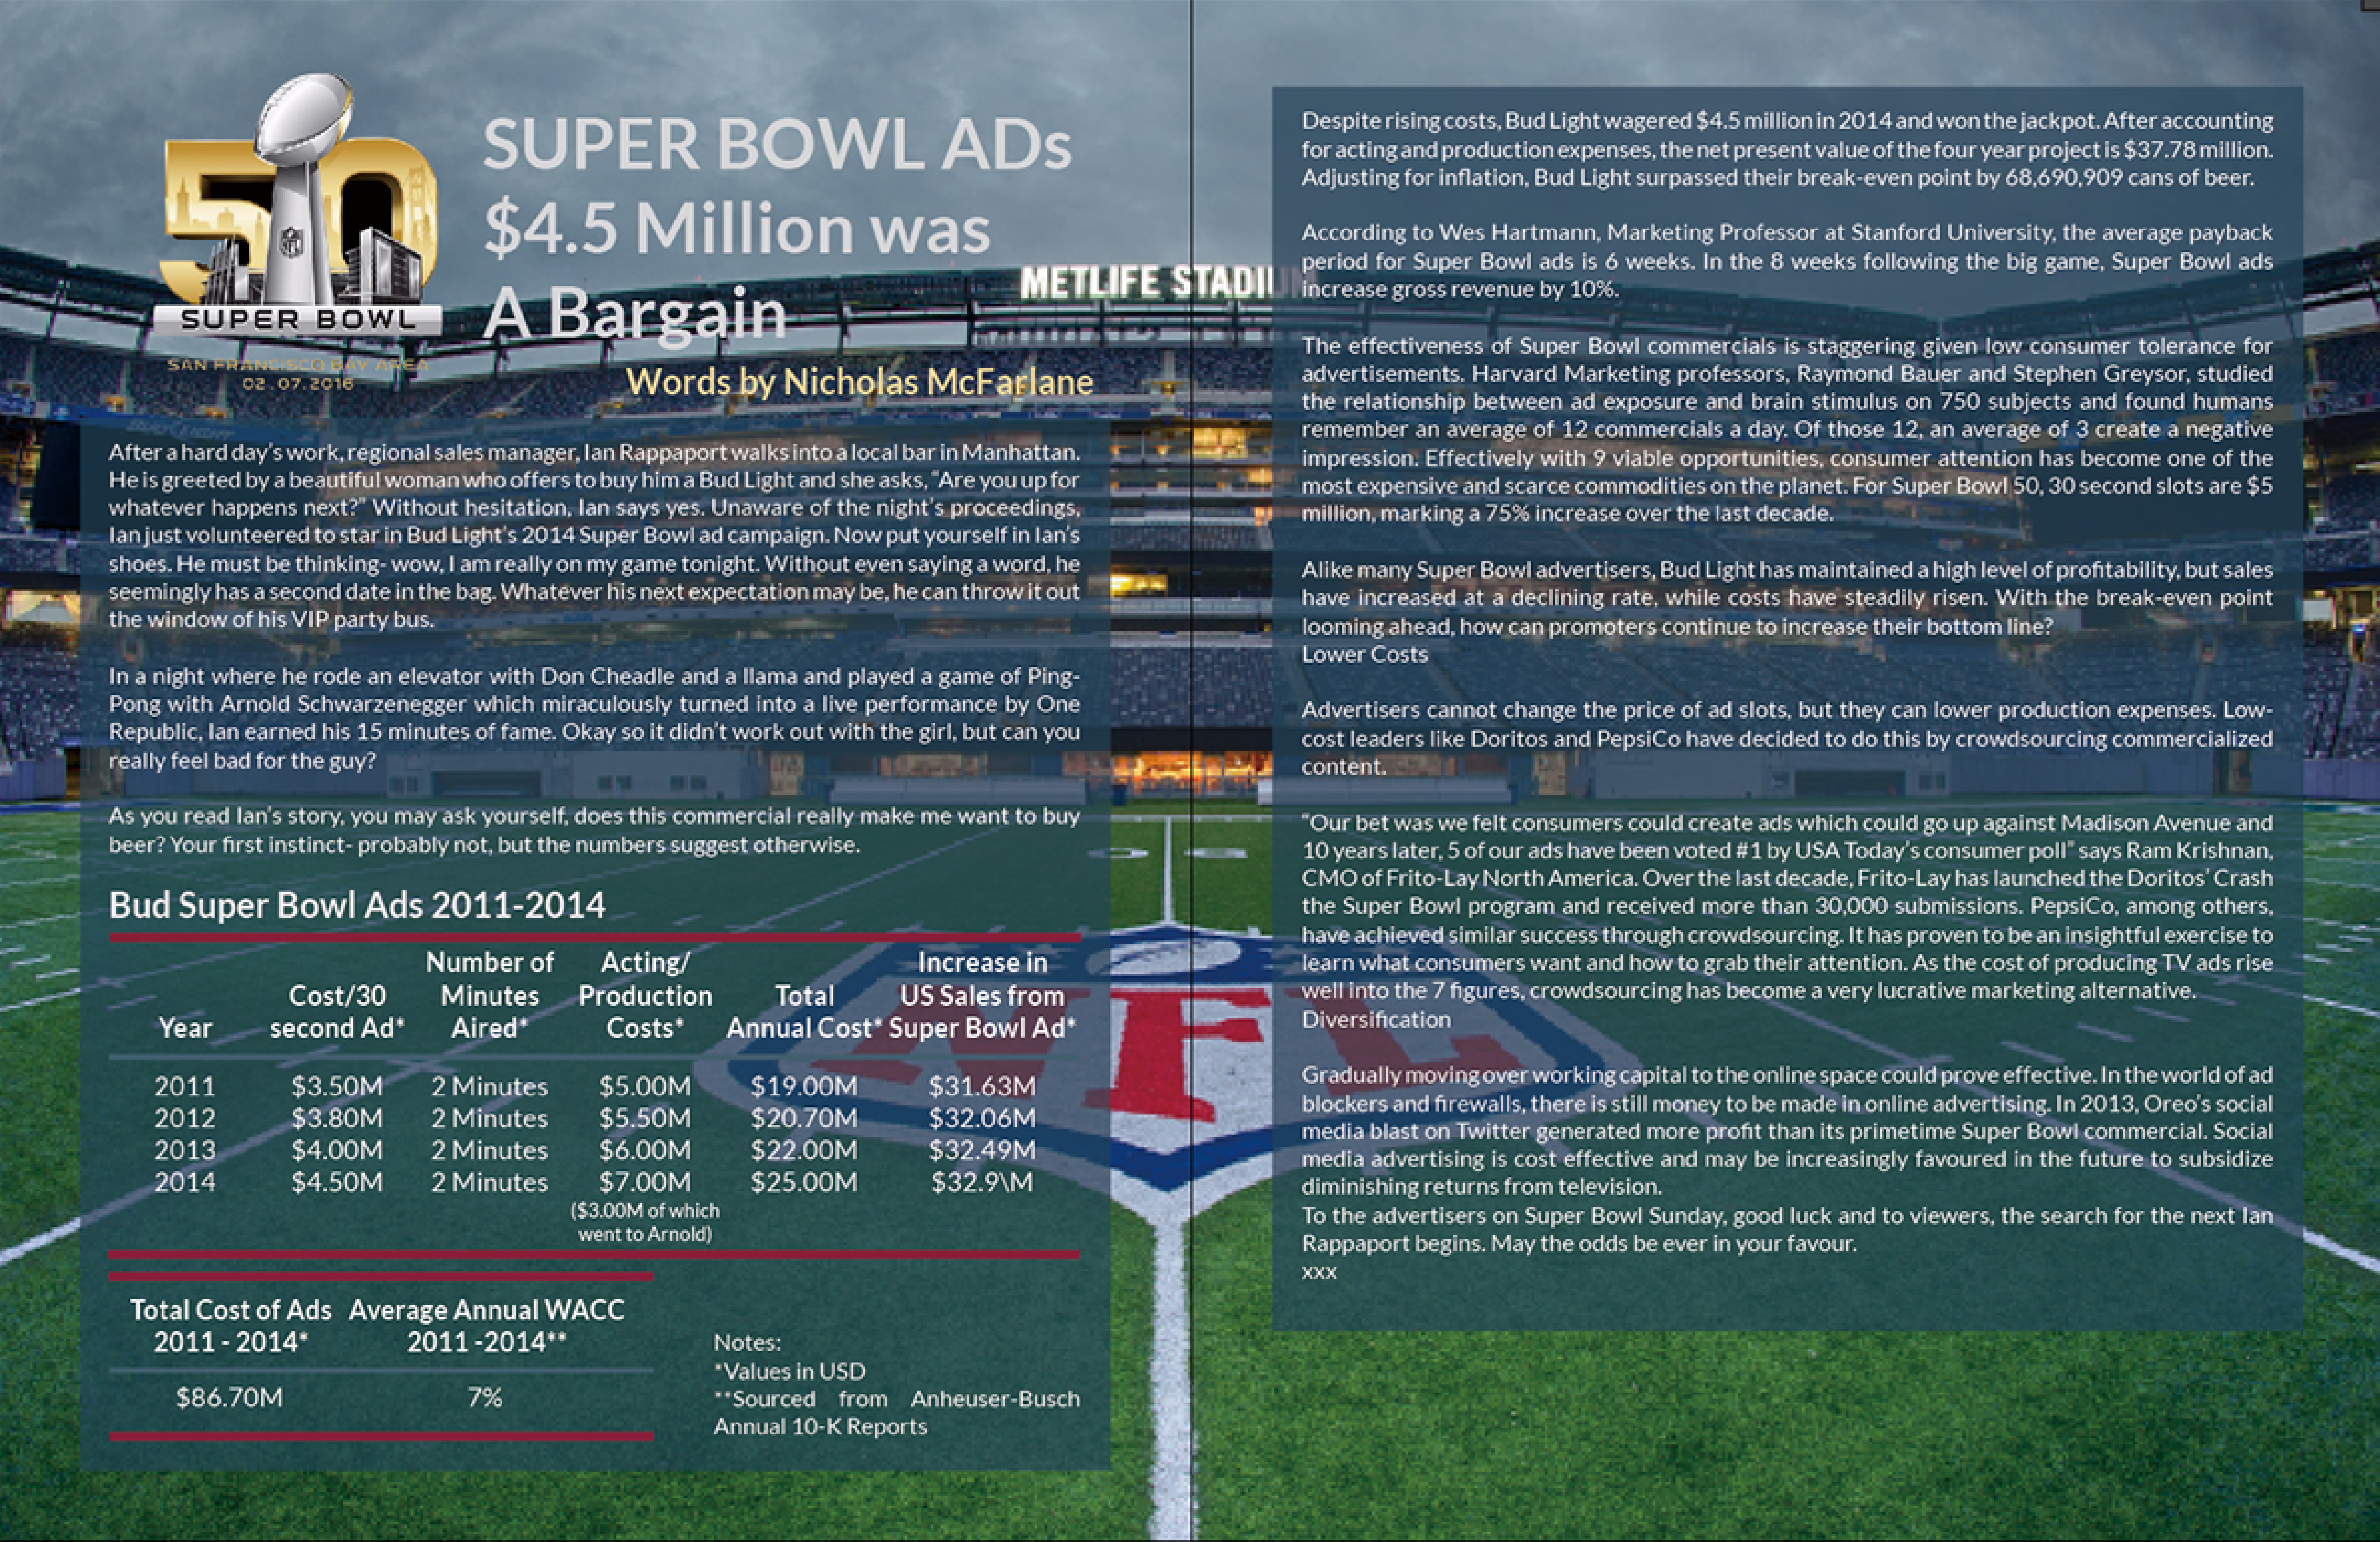 50
NFL
SUPER BOWL
SAN FRANCISCO BAY AREA
02.07.2016
SUPER BOWL ADs
$4.5 Million was
A Bargain
Words by Nicholas McFarlane
METLIFE STADIU
After a hard day's work, regional sales manager, Ian Rappaport walks into a local bar in Manhattan.
He is greeted by a beautiful woman who offers to buy him a Bud Light and she asks, "Are you up for
whatever happens next?" Without hesitation, Ian says yes. Unaware of the night's proceedings,
Ian just volunteered to star in Bud Light's 2014 Super Bowl ad campaign. Now put yourself in Ian's
shoes. He must be thinking- wow, I am really on my game tonight. Without even saying a word, he
seemingly has a second date in the bag. Whatever his next expectation may be, he can throw it out
the window of his VIP party bus.
In a night where he rode an elevator with Don Cheadle and a llama and played a game of Ping-
Pong with Arnold Schwarzenegger which miraculously turned into a live performance by One
Republic, Ian earned his 15 minutes of fame. Okay so it didn't work out with the girl, but can you
really feel bad for the guy?
As you read Ian's story, you may ask yourself, does this commercial really make me want to buy
beer? Your first instinct- probably not, but the numbers suggest otherwise.
Bud Super Bowl Ads 2011-2014
Number of Acting/ Increase in
Cost/30 Minutes Production Total US Sales from
Year second Ad* Aired* Costs* Annual Cost* Super Bowl Ad*
2011 $3.50M 2 Minutes $5.00M $19.00M $31.63M
2012 $3.80M 2 Minutes $5.50M $20.70M $32.06M
2013 $4.00M 2 Minutes $6.00M $22.00M $32.49M
2014 $4.50M 2 Minutes $7.00M $25.00M $32.9\M
($3.00M of which
went to Arnold)
Total Cost of Ads Average Annual WACC
2011 - 2014* 2011 -2014**
$86.70M 7%
Notes:
*Values in USD
**Sourced from Anheuser-Busch
Annual 10-K Reports
Despite rising costs, Bud Light wagered $4.5 million in 2014 and won the jackpot. After accounting
for acting and production expenses, the net present value of the four year project is $37.78 million.
Adjusting for inflation, Bud Light surpassed their break-even point by 68,690,909 cans of beer.
According to Wes Hartmann, Marketing Professor at Stanford University, the average payback
period for Super Bowl ads is 6 weeks. In the 8 weeks following the big game, Super Bowl ads
increase gross revenue by 10%.
The effectiveness of Super Bowl commercials is staggering given low consumer tolerance for
advertisements. Harvard Marketing professors, Raymond Bauer and Stephen Greysor, studied
the relationship between ad exposure and brain stimulus on 750 subjects and found humans
remember an average of 12 commercials a day. Of those 12, an average of 3 create a negative
impression. Effectively with 9 viable opportunities, consumer attention has become one of the
most expensive and scarce commodities on the planet. For Super Bowl 50, 30 second slots are $5
million, marking a 75% increase over the last decade.
Alike many Super Bowl advertisers, Bud Light has maintained a high level of profitability, but sales
have increased at a declining rate, while costs have steadily risen. With the break-even point
looming ahead, how can promoters continue to increase their bottom line?
Lower Costs
Advertisers cannot change the price of ad slots, but they can lower production expenses. Low-
cost leaders like Doritos and PepsiCo have decided to do this by crowdsourcing commercialized
content.
"Our bet was we felt consumers could create ads which could go up against Madison Avenue and
10 years later, 5 of our ads have been voted #1 by USA Today's consumer poll" says Ram Krishnan,
CMO of Frito-Lay North America. Over the last decade, Frito-Lay has launched the Doritos' Crash
the Super Bowl program and received more than 30,000 submissions. PepsiCo, among others,
have achieved similar success through crowdsourcing. It has proven to be an insightful exercise to
learn what consumers want and how to grab their attention. As the cost of producing TV ads rise
well into the 7 figures, crowdsourcing has become a very lucrative marketing alternative.
Diversification
Gradually moving over working capital to the online space could prove effective. In the world of ad
blockers and firewalls, there is still money to be made in online advertising. In 2013, Oreo's social
media blast on Twitter generated more profit than its primetime Super Bowl commercial. Social
media advertising is cost effective and may be increasingly favoured in the future to subsidize
diminishing returns from television.
To the advertisers on Super Bowl Sunday, good luck and to viewers, the search for the next Ian
Rappaport begins. May the odds be ever in your favour.
xxx
NFL